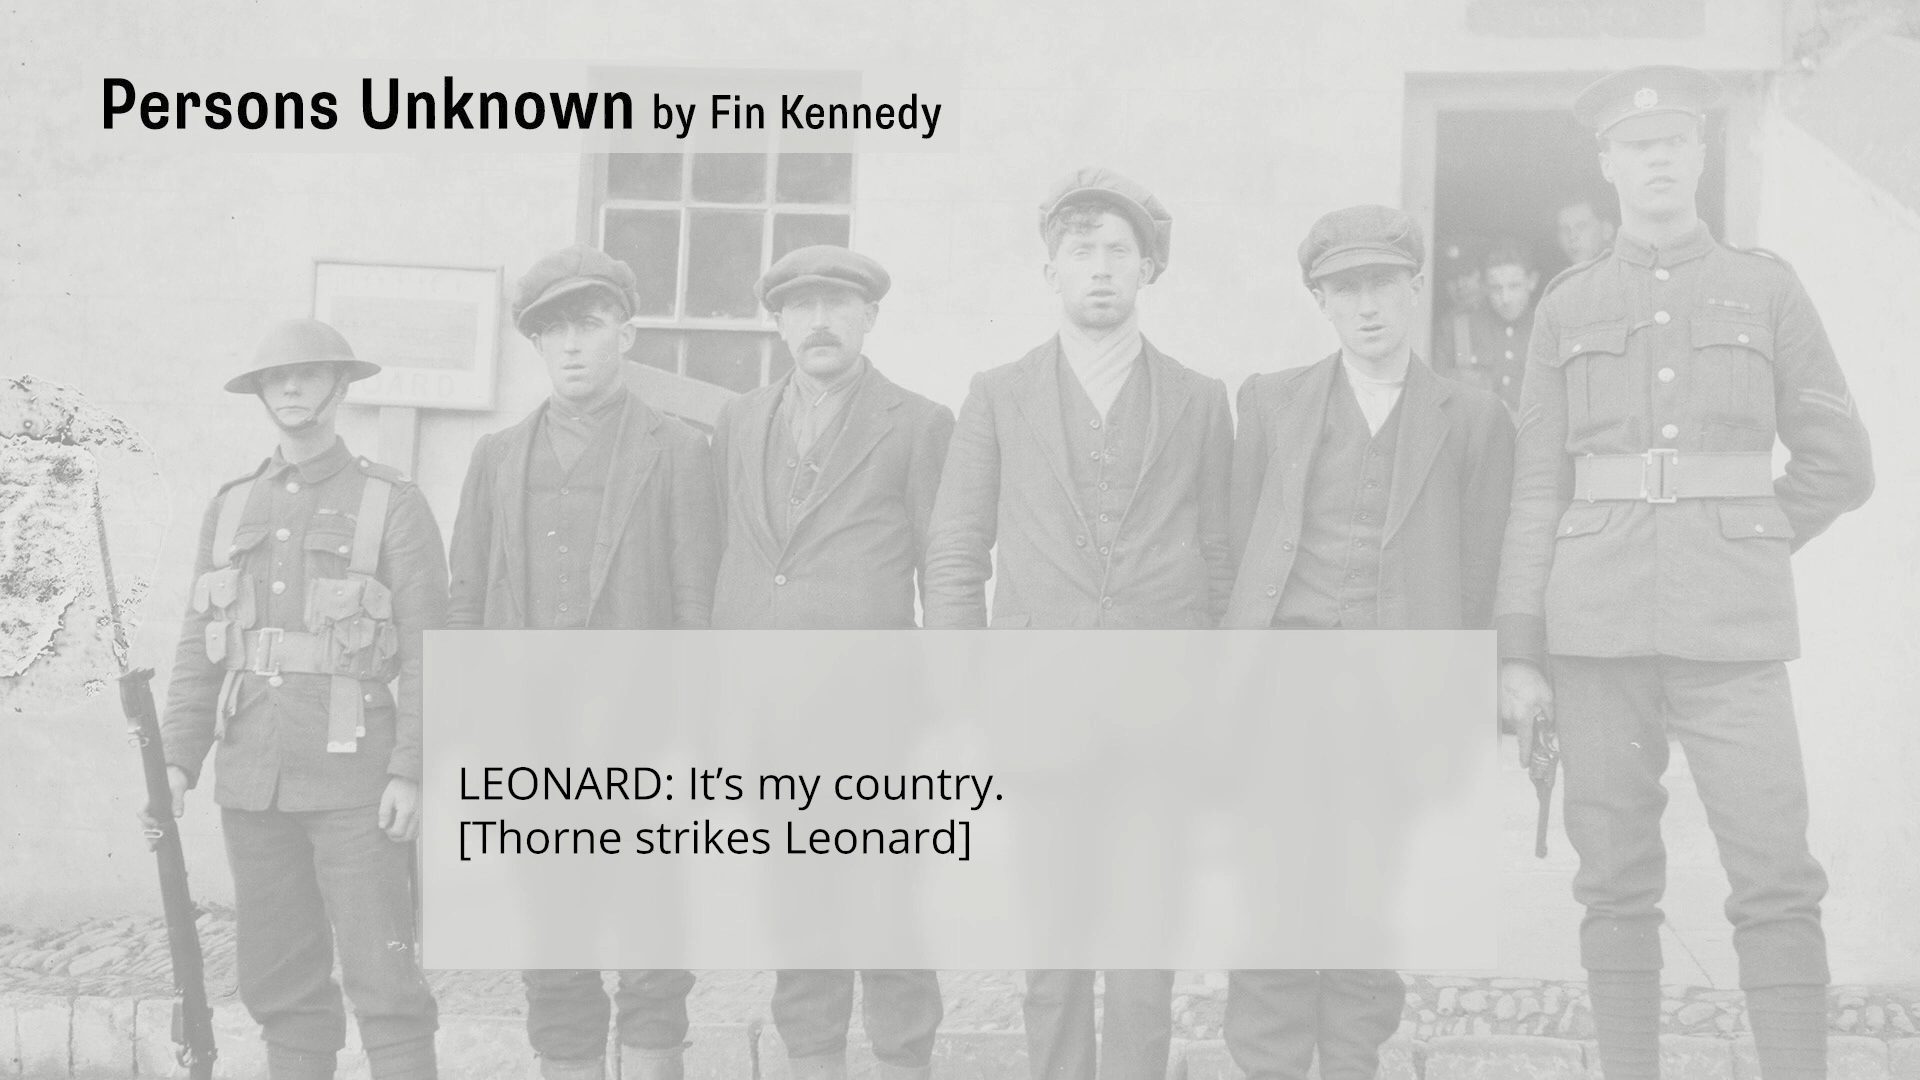 Persons Unknown by Fin Kennedy
LEONARD: It’s my country.
[Thorne strikes Leonard]